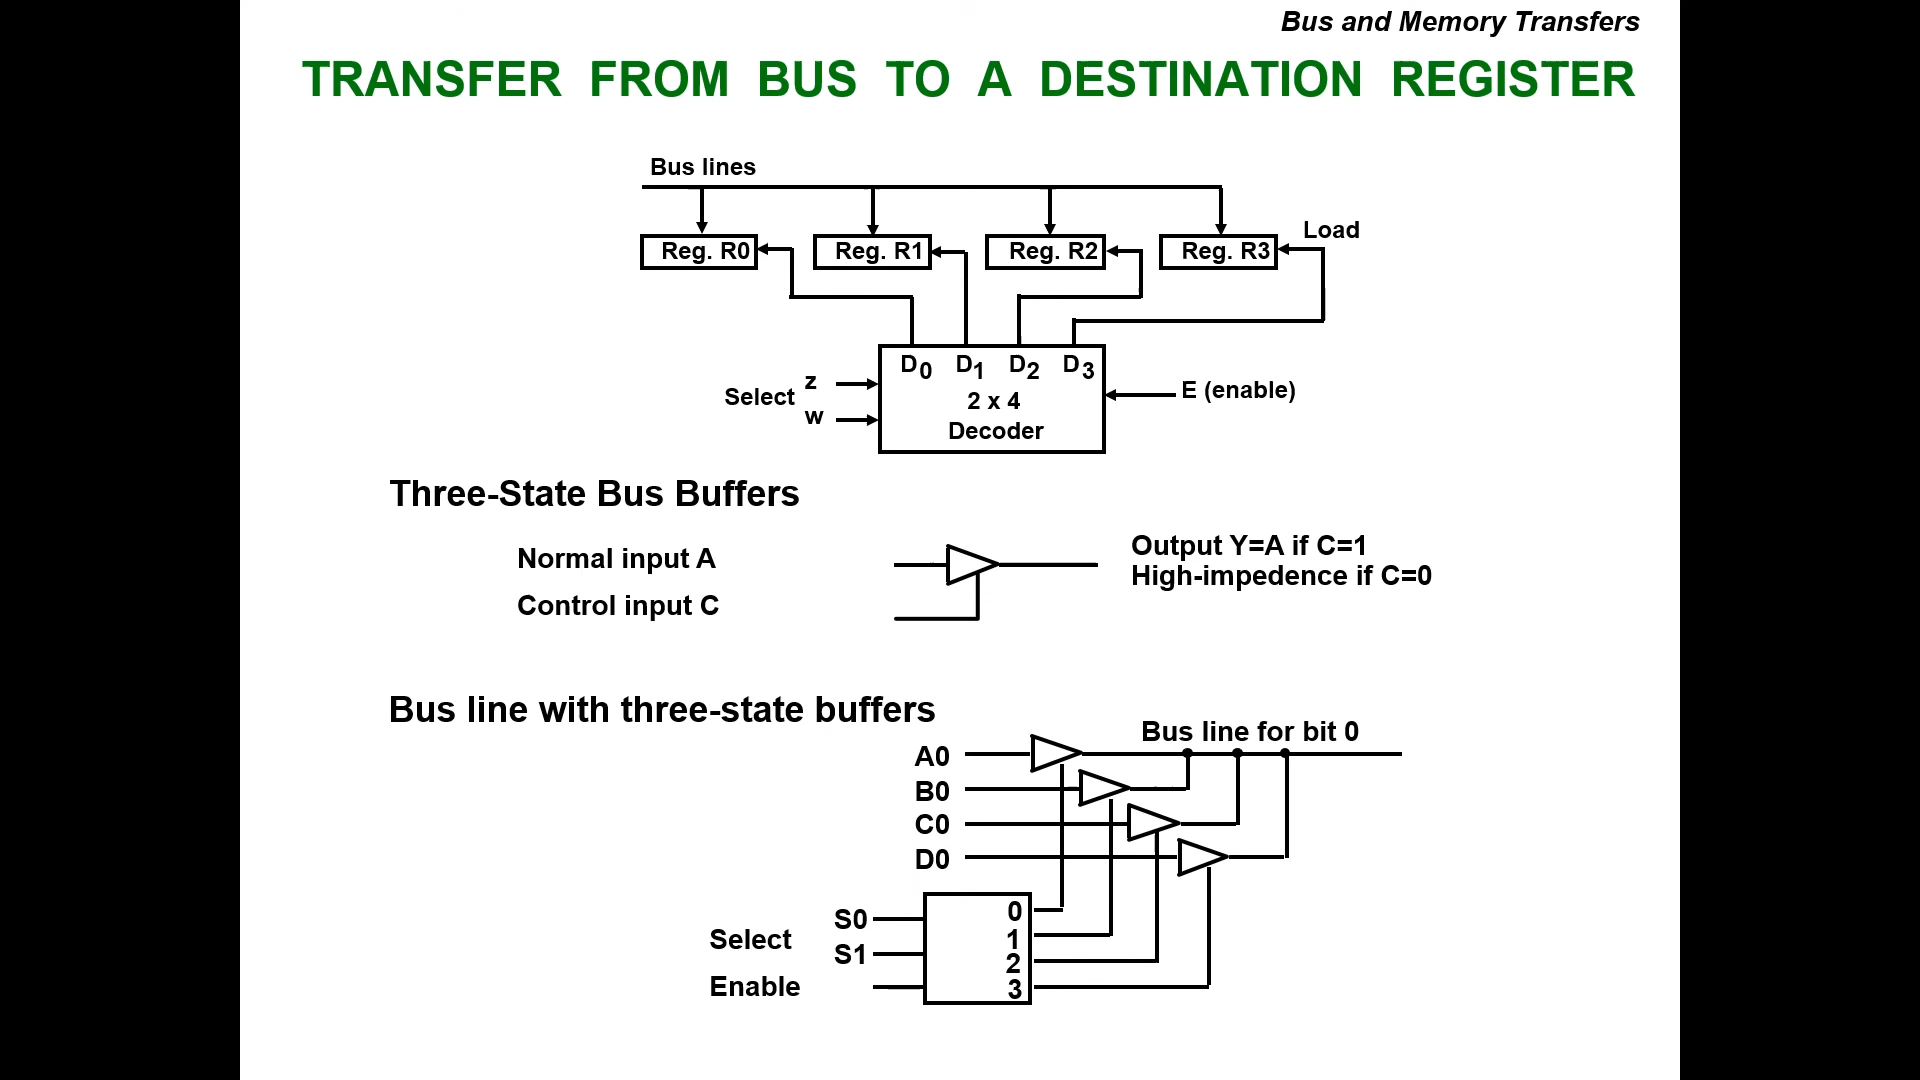 Bus and Memory Transfers
TRANSFER FROM BUS TO A DESTINATION REGISTER
Bus lines
Load
Reg. R0 Reg. R1 Reg. R2 Reg. R3
D0 D1 D2 D3
z
Select
w
2 x 4
Decoder
E (enable)
Three-State Bus Buffers
Normal input A
Control input C
Output Y=A if C=1
High-impedence if C=0
Bus line with three-state buffers
Bus line for bit 0
A0
B0
C0
D0
Select
S0
S1
Enable
0
1
2
3